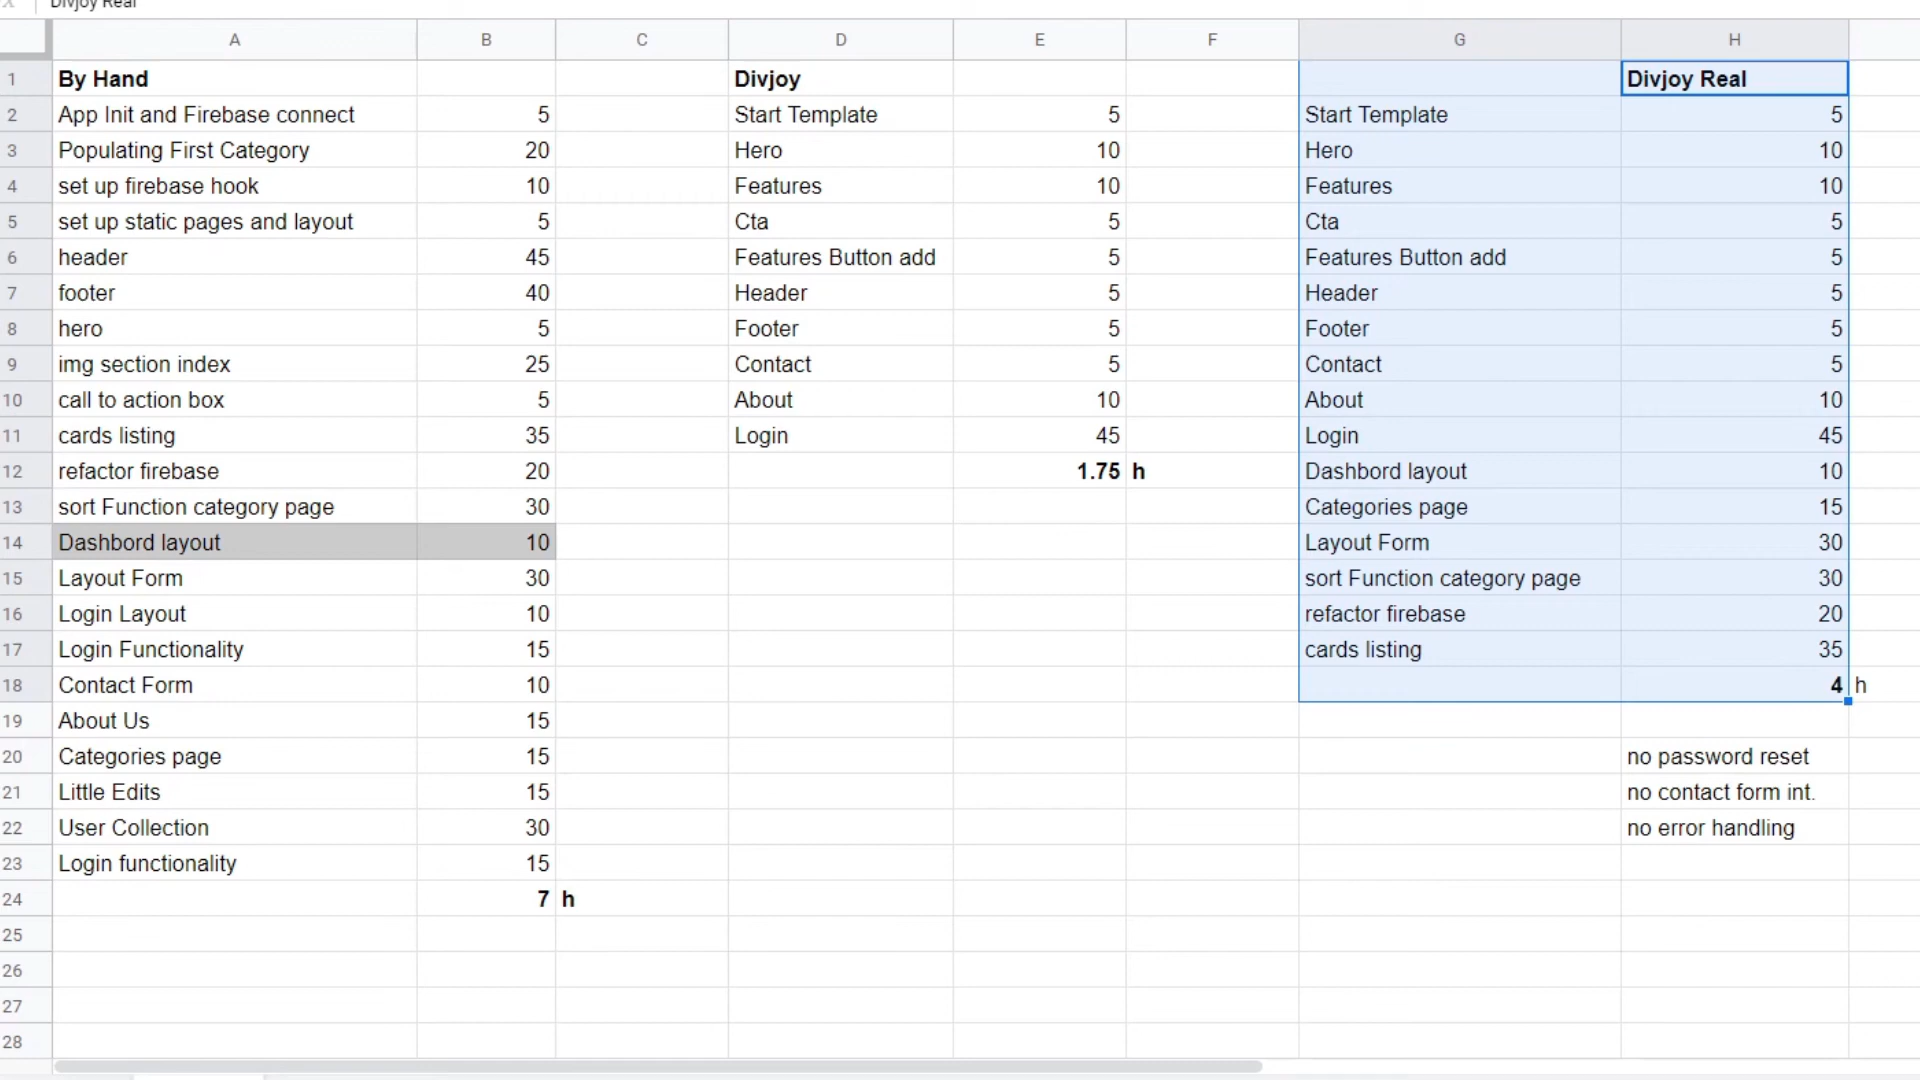 Divjoy Real
A B C D E F G H
1 By Hand Divjoy Divjoy Real
2 App Init and Firebase connect 5 Start Template 5 Start Template 5
3 Populating First Category 20 Hero 10 Hero 10
4 set up firebase hook 10 Features 10 Features 10
5 set up static pages and layout 5 Cta 5 Cta 5
6 header 45 Features Button add 5 Features Button add 5
7 footer 40 Header 5 Header 5
8 hero 5 Footer 5 Footer 5
9 img section index 25 Contact 5 Contact 5
10 call to action box 5 About 10 About 10
11 cards listing 35 Login 45 Login 45
12 refactor firebase 20 1.75 h Dashbord layout 10
13 sort Function category page 30 Categories page 15
14 Dashbord layout 10 Layout Form 30
15 Layout Form 30 sort Function category page 30
16 Login Layout 10 refactor firebase 20
17 Login Functionality 15 cards listing 35
18 Contact Form 10 4 h
19 About Us 15
20 Categories page 15 no password reset
21 Little Edits 15 no contact form int.
22 User Collection 30 no error handling
23 Login functionality 15
24 7 h
25
26
27
28